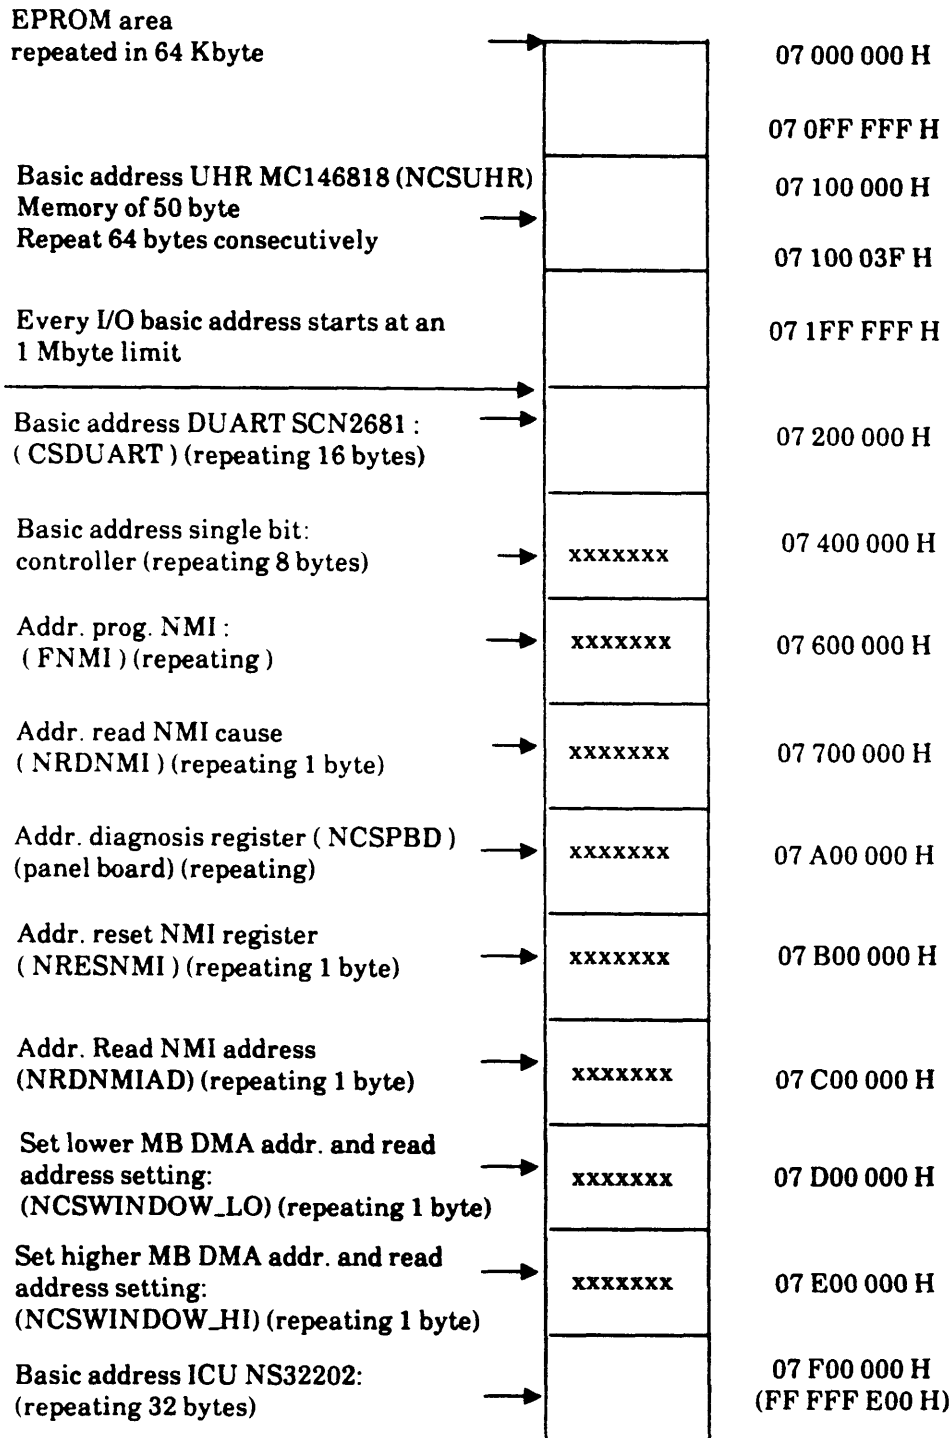 EPROM area
repeated in 64 Kbyte
07 000 000 H
07 0FF FFF H
Basic address UHR MC146818 (NCSUHR)
07 100 000 H
Memory of 50 byte
Repeat 64 bytes consecutively
07 100 03F H
Every I/O basic address starts at an
07 1FF FFF H
1 Mbyte limit
Basic address DUART SCN2681 :
07 200 000 H
( CSDUART ) (repeating 16 bytes)
Basic address single bit:
07 400 000 H
controller (repeating 8 bytes)
xxxxxxx
Addr. prog. NMI :
( FNMI ) (repeating )
xxxxxxx
07 600 000 H
Addr. read NMI cause
( NRDNMI ) (repeating 1 byte)
xxxxxxx
07 700 000 H
Addr. diagnosis register ( NCSPBD )
(panel board) (repeating)
xxxxxxx
07 A00 000 H
Addr. reset NMI register
( NRESNMI ) (repeating 1 byte)
xxxxxxx
07 B00 000 H
Addr. Read NMI address
(NRDNMIAD) (repeating 1 byte)
xxxxxxx
07 C00 000 H
Set lower MB DMA addr. and read
address setting:
xxxxxxx
07 D00 000 H
(NCSWINDOW_LO) (repeating 1 byte)
Set higher MB DMA addr. and read
address setting:
xxxxxxx
07 E00 000 H
(NCSWINDOW_HI) (repeating 1 byte)
Basic address ICU NS32202:
07 F00 000 H
(repeating 32 bytes)
(FF FFF E00 H)